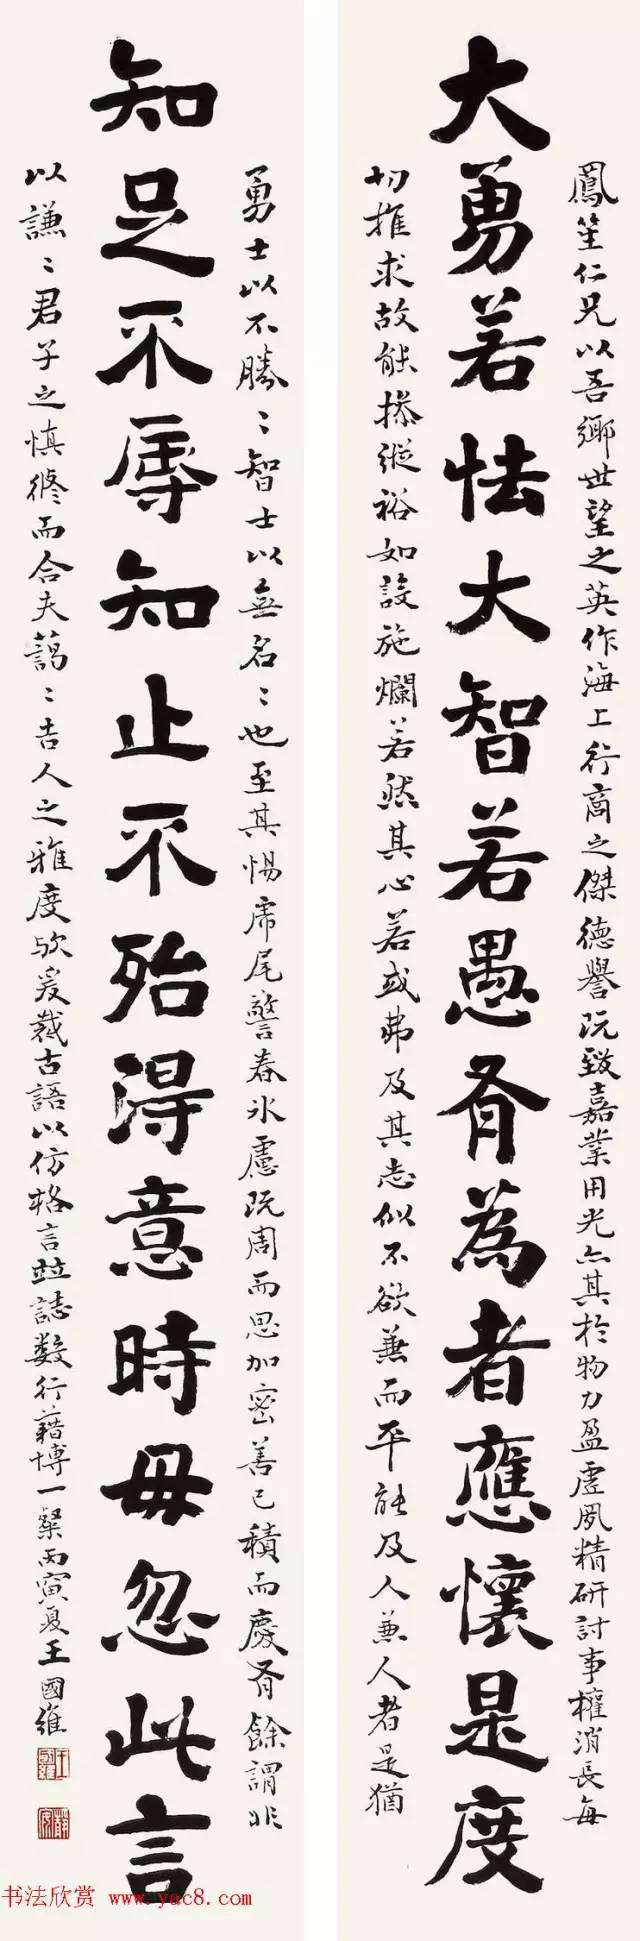 鳳笙仁兄以吾鄉世望之英作海上行商之傑德譽既致嘉業用光亦其於物力盈虛夙精研討事權消長每
大勇若怯大智若愚有為者應懷是度
切推求故能操縱裕如設施爛若然其心若或弗及其志似不欲兼而卒能及人兼人者是猶
勇士以不勝〻智士以無名〻也至其惕虎尾警春冰慮既周而思加密善已積而慶有餘謂非
知足不辱知止不殆得意時毋忽此言
以謙〻君子之慎修而合夫藹〻吉人之雅度歟爰裁古語以仿格言並誌數行藉博一粲丙寅夏王國維
书法欣赏 www.yac8.com